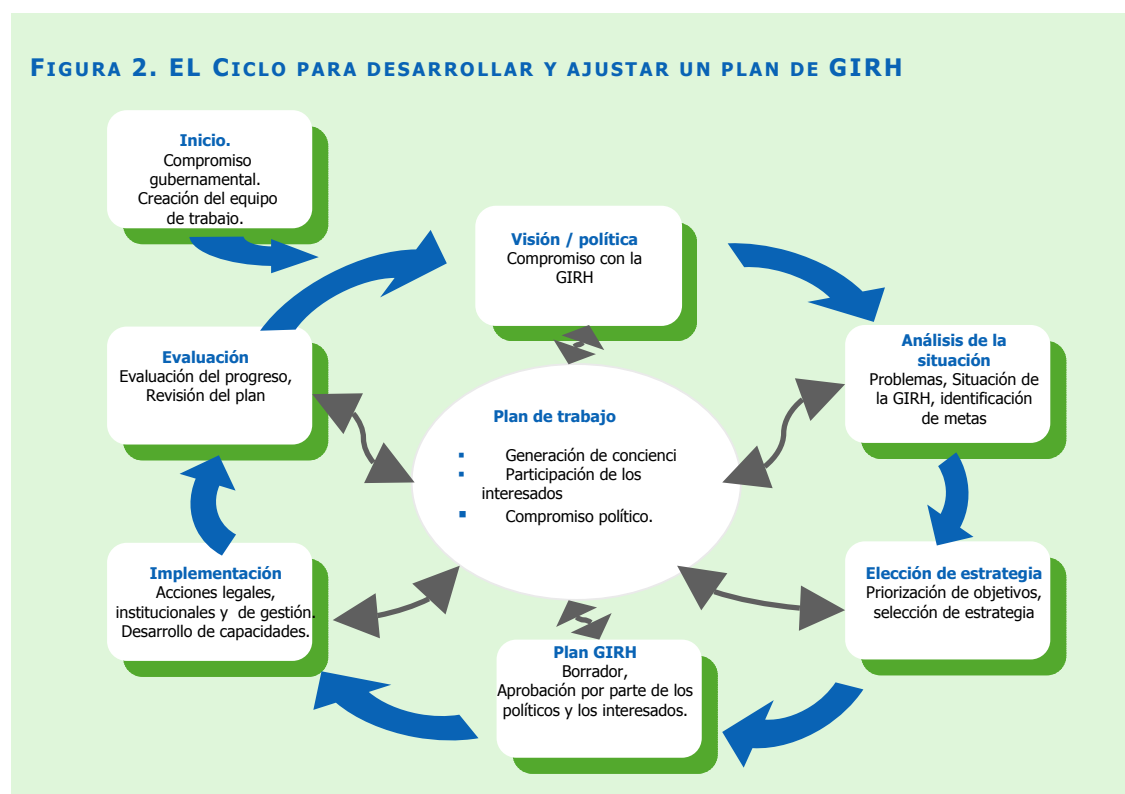 FIGURA 2. EL CICLO PARA DESARROLLAR Y AJUSTAR UN PLAN DE GIRH
Inicio.
Compromiso
gubernamental.
Creación del equipo
de trabajo.
Visión / política
Compromiso con la
GIRH
Análisis de la
situación
Problemas, Situación de
la GIRH, identificación
de metas
Evaluación
Evaluación del progreso,
Revisión del plan
Plan de trabajo
▪ Generación de concienci
▪ Participación de los
interesados
▪ Compromiso político.
Implementación
Acciones legales,
institucionales y de gestión.
Desarrollo de capacidades.
Elección de estrategia
Priorización de objetivos,
selección de estrategia
Plan GIRH
Borrador,
Aprobación por parte de los
políticos y los interesados.